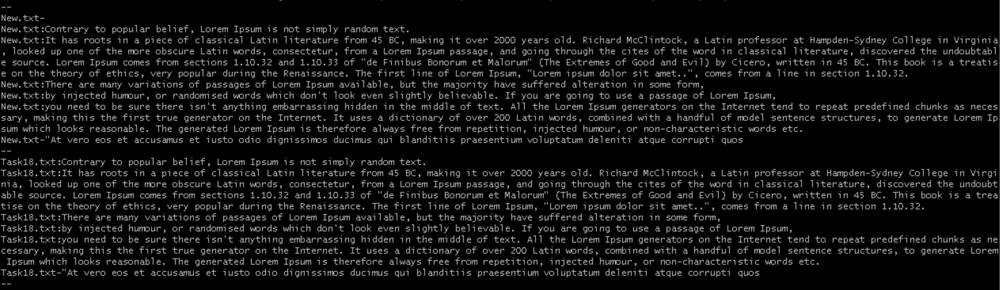 --
New.txt-
New.txt:Contrary to popular belief, Lorem Ipsum is not simply random text.
New.txt:It has roots in a piece of classical Latin literature from 45 BC, making it over 2000 years old. Richard McClintock, a Latin professor at Hampden-Sydney College in Virginia
, looked up one of the more obscure Latin words, consectetur, from a Lorem Ipsum passage, and going through the cites of the word in classical literature, discovered the undoubtabl
e source. Lorem Ipsum comes from sections 1.10.32 and 1.10.33 of "de Finibus Bonorum et Malorum" (The Extremes of Good and Evil) by Cicero, written in 45 BC. This book is a treatis
e on the theory of ethics, very popular during the Renaissance. The first line of Lorem Ipsum, "Lorem ipsum dolor sit amet..", comes from a line in section 1.10.32.
New.txt:There are many variations of passages of Lorem Ipsum available, but the majority have suffered alteration in some form,
New.txt:by injected humour, or randomised words which don't look even slightly believable. If you are going to use a passage of Lorem Ipsum,
New.txt:you need to be sure there isn't anything embarrassing hidden in the middle of text. All the Lorem Ipsum generators on the Internet tend to repeat predefined chunks as neces
sary, making this the first true generator on the Internet. It uses a dictionary of over 200 Latin words, combined with a handful of model sentence structures, to generate Lorem Ip
sum which looks reasonable. The generated Lorem Ipsum is therefore always free from repetition, injected humour, or non-characteristic words etc.
New.txt-"At vero eos et accusamus et iusto odio dignissimos ducimus qui blanditiis praesentium voluptatum deleniti atque corrupti quos
--
Task18.txt:Contrary to popular belief, Lorem Ipsum is not simply random text.
Task18.txt:It has roots in a piece of classical Latin literature from 45 BC, making it over 2000 years old. Richard McClintock, a Latin professor at Hampden-Sydney College in Virgi
nia, looked up one of the more obscure Latin words, consectetur, from a Lorem Ipsum passage, and going through the cites of the word in classical literature, discovered the undoubt
able source. Lorem Ipsum comes from sections 1.10.32 and 1.10.33 of "de Finibus Bonorum et Malorum" (The Extremes of Good and Evil) by Cicero, written in 45 BC. This book is a trea
tise on the theory of ethics, very popular during the Renaissance. The first line of Lorem Ipsum, "Lorem ipsum dolor sit amet..", comes from a line in section 1.10.32.
Task18.txt:There are many variations of passages of Lorem Ipsum available, but the majority have suffered alteration in some form,
Task18.txt:by injected humour, or randomised words which don't look even slightly believable. If you are going to use a passage of Lorem Ipsum,
Task18.txt:you need to be sure there isn't anything embarrassing hidden in the middle of text. All the Lorem Ipsum generators on the Internet tend to repeat predefined chunks as ne
cessary, making this the first true generator on the Internet. It uses a dictionary of over 200 Latin words, combined with a handful of model sentence structures, to generate Lorem
 Ipsum which looks reasonable. The generated Lorem Ipsum is therefore always free from repetition, injected humour, or non-characteristic words etc.
Task18.txt-"At vero eos et accusamus et iusto odio dignissimos ducimus qui blanditiis praesentium voluptatum deleniti atque corrupti quos
--